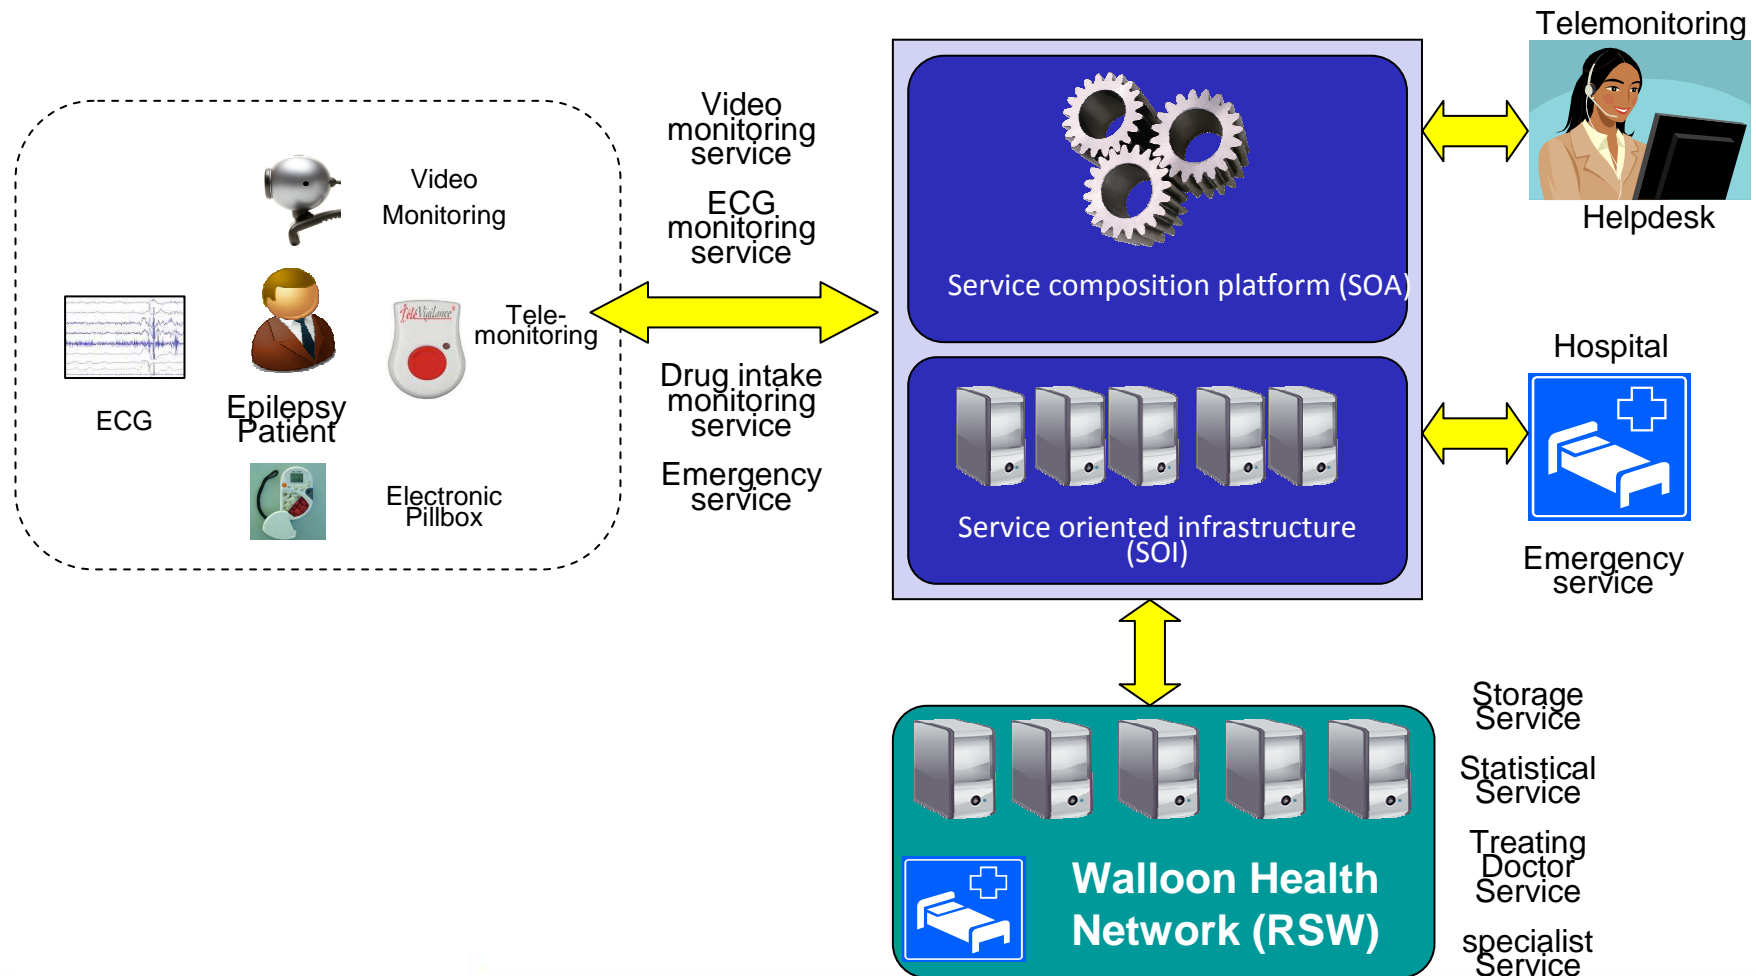 Video
Monitoring
ECG
Epilepsy
Patient
TéléVigilance
Tele-
monitoring
Electronic
Pillbox
Video
monitoring
service
ECG
monitoring
service
Drug intake
monitoring
service
Emergency
service
Service composition platform (SOA)
Service oriented infrastructure
(SOI)
Telemonitoring
Helpdesk
Hospital
Emergency
service
Walloon Health
Network (RSW)
Storage
Service
Statistical
Service
Treating
Doctor
Service
specialist
Service